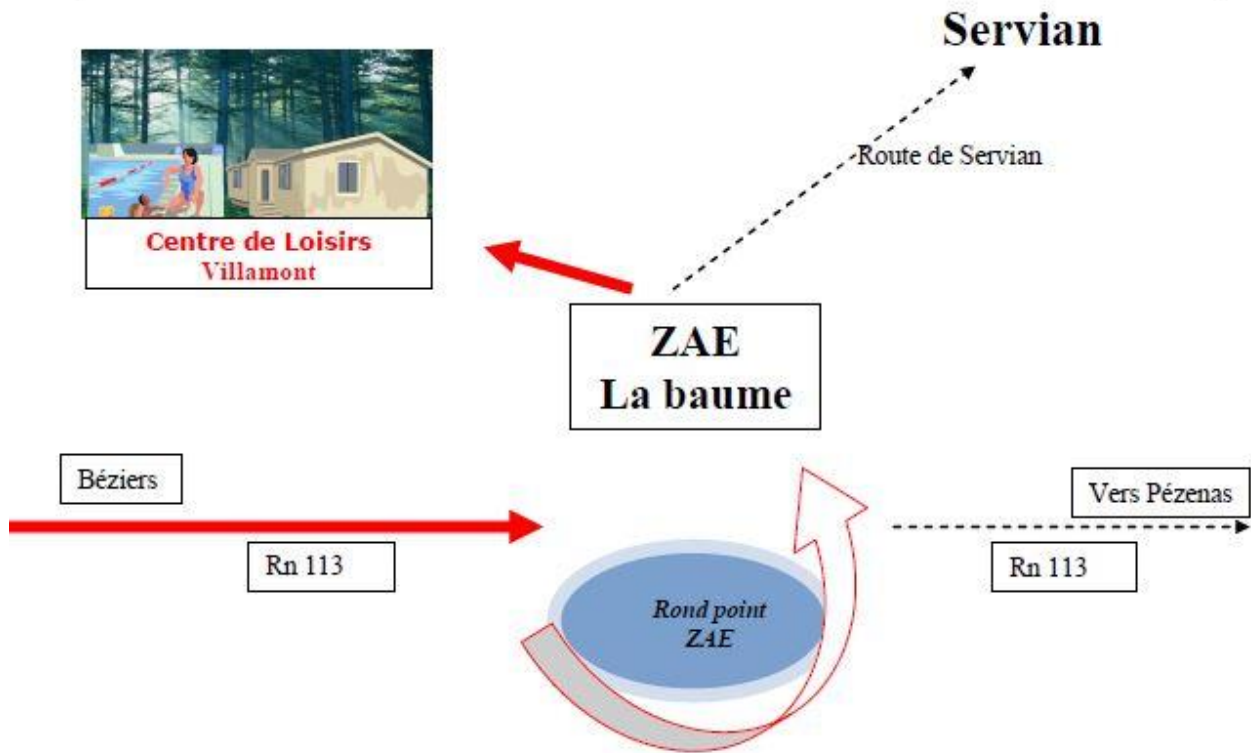 Servian
Route de Servian
Centre de Loisirs
Villamont
ZAE
La baume
Béziers
Vers Pézenas
Rn 113
Rn 113
Rond point
ZAE